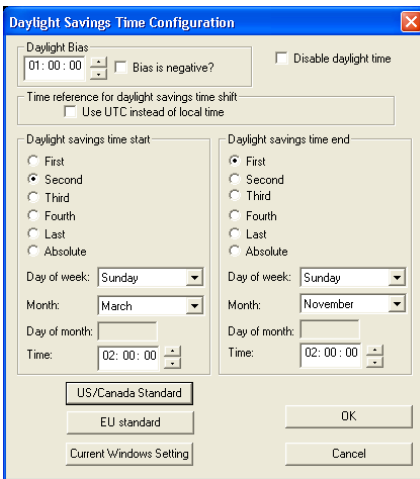 Daylight Savings Time Configuration
Daylight Bias
01: 00: 00
Bias is negative?
Disable daylight time
Time reference for daylight savings time shift
Use UTC instead of local time
Daylight savings time start
First
Second
Third
Fourth
Last
Absolute
Day of week: Sunday
Month: March
Day of month:
Time: 02: 00: 00
Daylight savings time end
First
Second
Third
Fourth
Last
Absolute
Day of week: Sunday
Month: November
Day of month:
Time: 02: 00: 00
US/Canada Standard
EU standard
Current Windows Setting
OK
Cancel